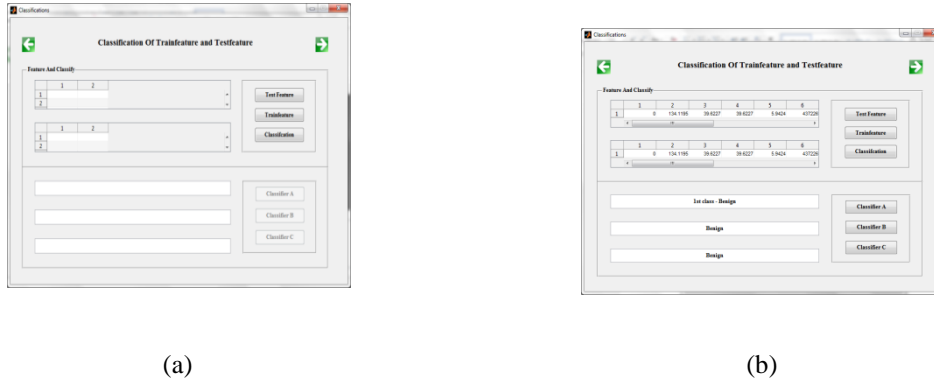 Classifications
Classification Of Trainfeature and Testfeature
Feature And Classify
1 2
1
2
Test Feature
Trainfeature
1 2
1
2
Classification
Classifier A
Classifier B
Classifier C
(a)
Classifications
Classification Of Trainfeature and Testfeature
Feature And Classify
1 2 3 4 5 6
1 0 134.1195 39.6227 39.6227 5.9424 437226
Test Feature
Trainfeature
1 2 3 4 5 6
1 0 134.1195 39.6227 39.6227 5.9424 437226
Classification
1st class - Benign
Classifier A
Benign
Classifier B
Benign
Classifier C
(b)